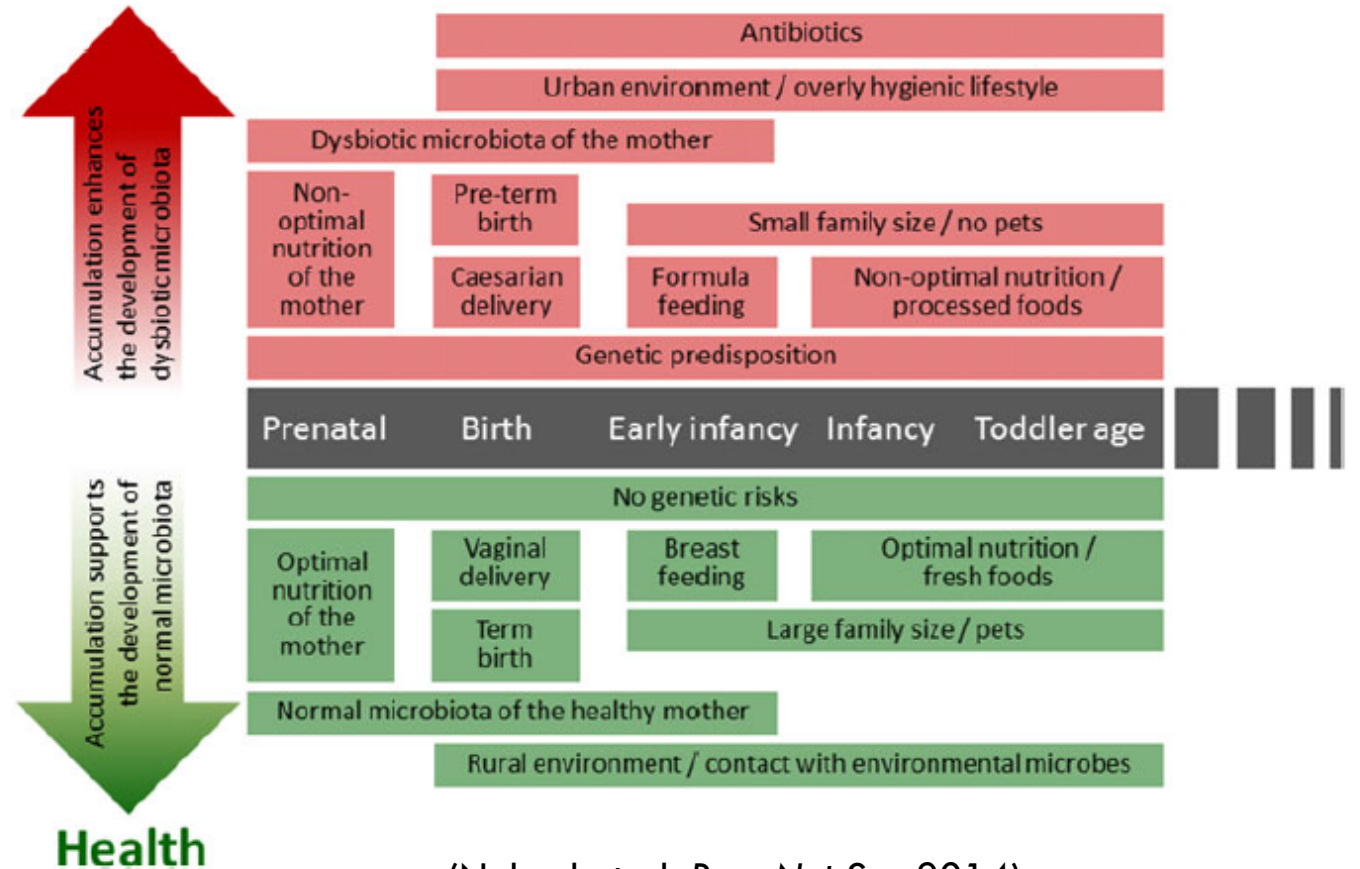 Antibiotics
Urban environment / overly hygienic lifestyle
Dysbiotic microbiota of the mother
Non-
optimal
nutrition
of the
mother
Pre-term
birth
Small family size / no pets
Caesarian
delivery
Formula
feeding
Non-optimal nutrition /
processed foods
Genetic predisposition
Accumulation enhances
the development of
dysbiotic microbiota
Prenatal
Birth
Early infancy
Infancy
Toddler age
No genetic risks
Optimal
nutrition
of the
mother
Vaginal
delivery
Breast
feeding
Optimal nutrition /
fresh foods
Term
birth
Large family size / pets
Normal microbiota of the healthy mother
Rural environment / contact with environmental microbes
Accumulation supports
the development of
normal microbiota
Health